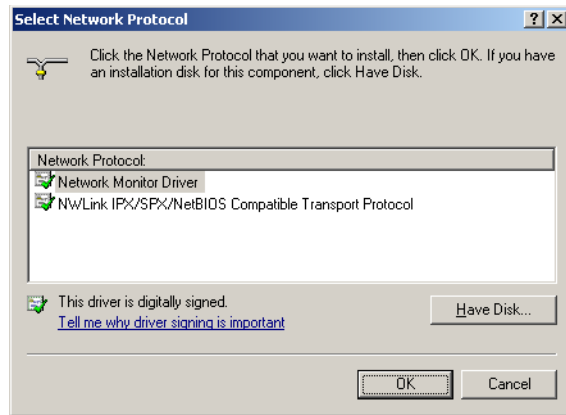 Select Network Protocol
Click the Network Protocol that you want to install, then click OK. If you have
an installation disk for this component, click Have Disk.
Network Protocol:
Network Monitor Driver
NWLink IPX/SPX/NetBIOS Compatible Transport Protocol
This driver is digitally signed.
Tell me why driver signing is important
Have Disk...
OK
Cancel